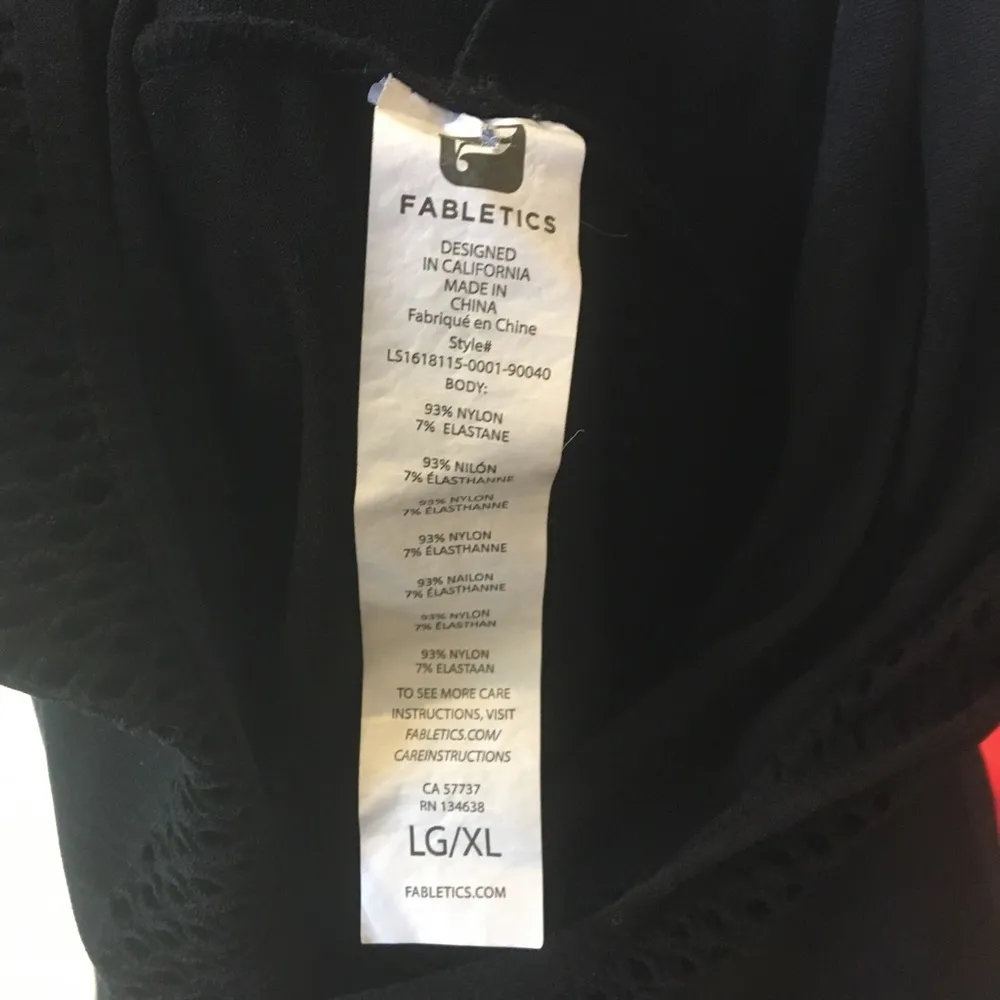 FABLETICS
DESIGNED
IN CALIFORNIA
MADE IN
CHINA
Fabriqué en Chine
Style#
LS1618115-0001-90040
BODY:
93% NYLON
7% ELASTANE
93% NILÓN
7% ÉLASTHANNE
93% NYLON
7% ÉLASTHANNE
93% NYLON
7% ÉLASTHANNE
93% NAILON
7% ÉLASTHANNE
93% NYLON
7% ÉLASTHAN
93% NYLON
7% ELASTAAN
TO SEE MORE CARE
INSTRUCTIONS, VISIT
FABLETICS.COM/
CAREINSTRUCTIONS
CA 57737
RN 134638
LG/XL
FABLETICS.COM